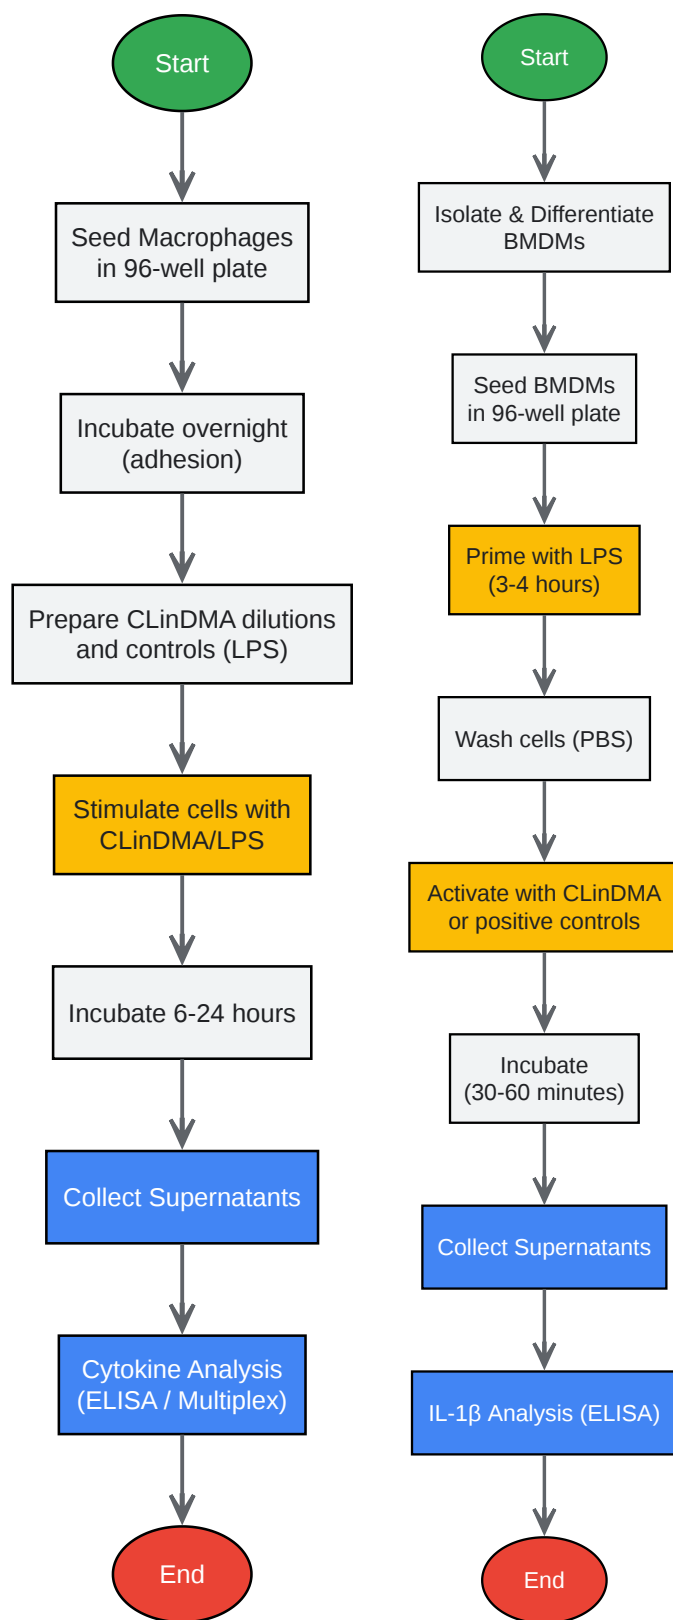 Start
Seed Macrophages
in 96-well plate
Incubate overnight
(adhesion)
Prepare CLinDMA dilutions
and controls (LPS)
Stimulate cells with
CLinDMA/LPS
Incubate 6-24 hours
Collect Supernatants
Cytokine Analysis
(ELISA / Multiplex)
End
Start
Isolate & Differentiate
BMDMs
Seed BMDMs
in 96-well plate
Prime with LPS
(3-4 hours)
Wash cells (PBS)
Activate with CLinDMA
or positive controls
Incubate
(30-60 minutes)
Collect Supernatants
IL-1β Analysis (ELISA)
End